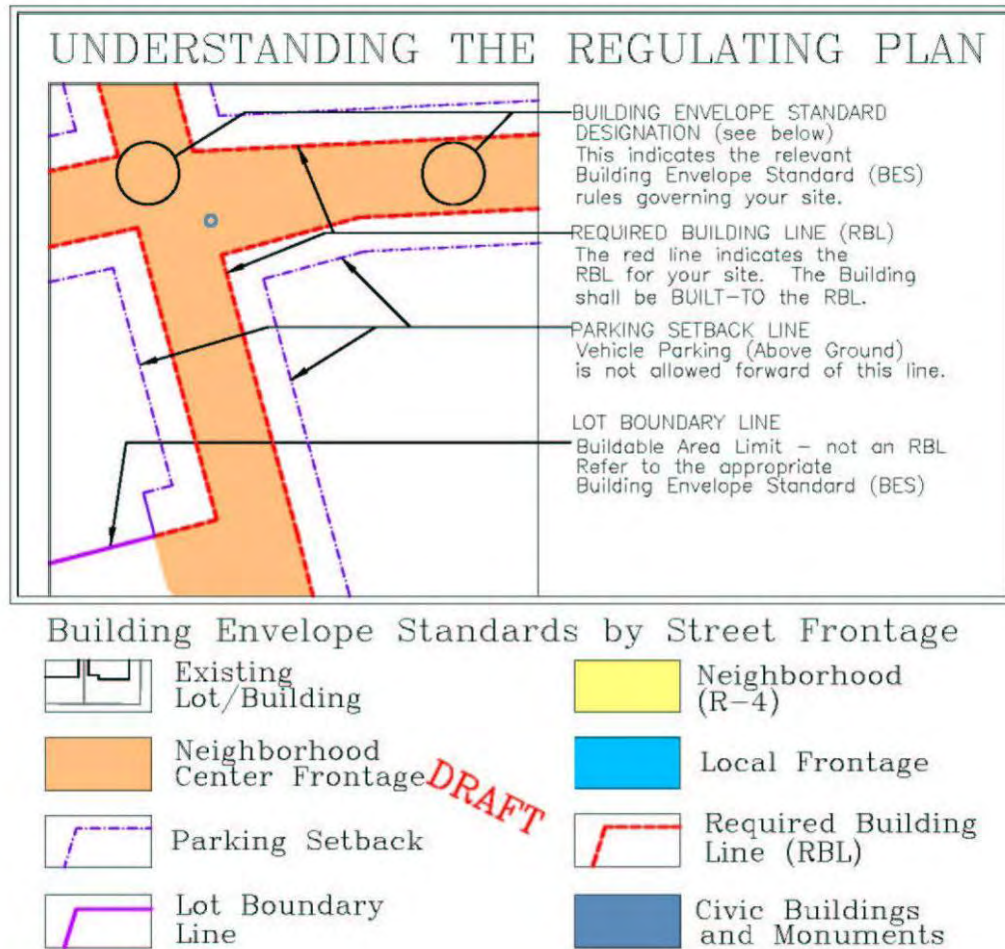 UNDERSTANDING THE REGULATING PLAN
BUILDING ENVELOPE STANDARD
DESIGNATION (see below)
This indicates the relevant
Building Envelope Standard (BES)
rules governing your site.
REQUIRED BUILDING LINE (RBL)
The red line indicates the
RBL for your site. The Building
shall be BUILT-TO the RBL.
PARKING SETBACK LINE
Vehicle Parking (Above Ground)
is not allowed forward of this line.
LOT BOUNDARY LINE
Buildable Area Limit - not an RBL
Refer to the appropriate
Building Envelope Standard (BES)
Building Envelope Standards by Street Frontage
Existing
Lot/Building
Neighborhood
(R-4)
Neighborhood
Center Frontage
DRAFT
Local Frontage
Parking Setback
Required Building
Line (RBL)
Lot Boundary
Line
Civic Buildings
and Monuments